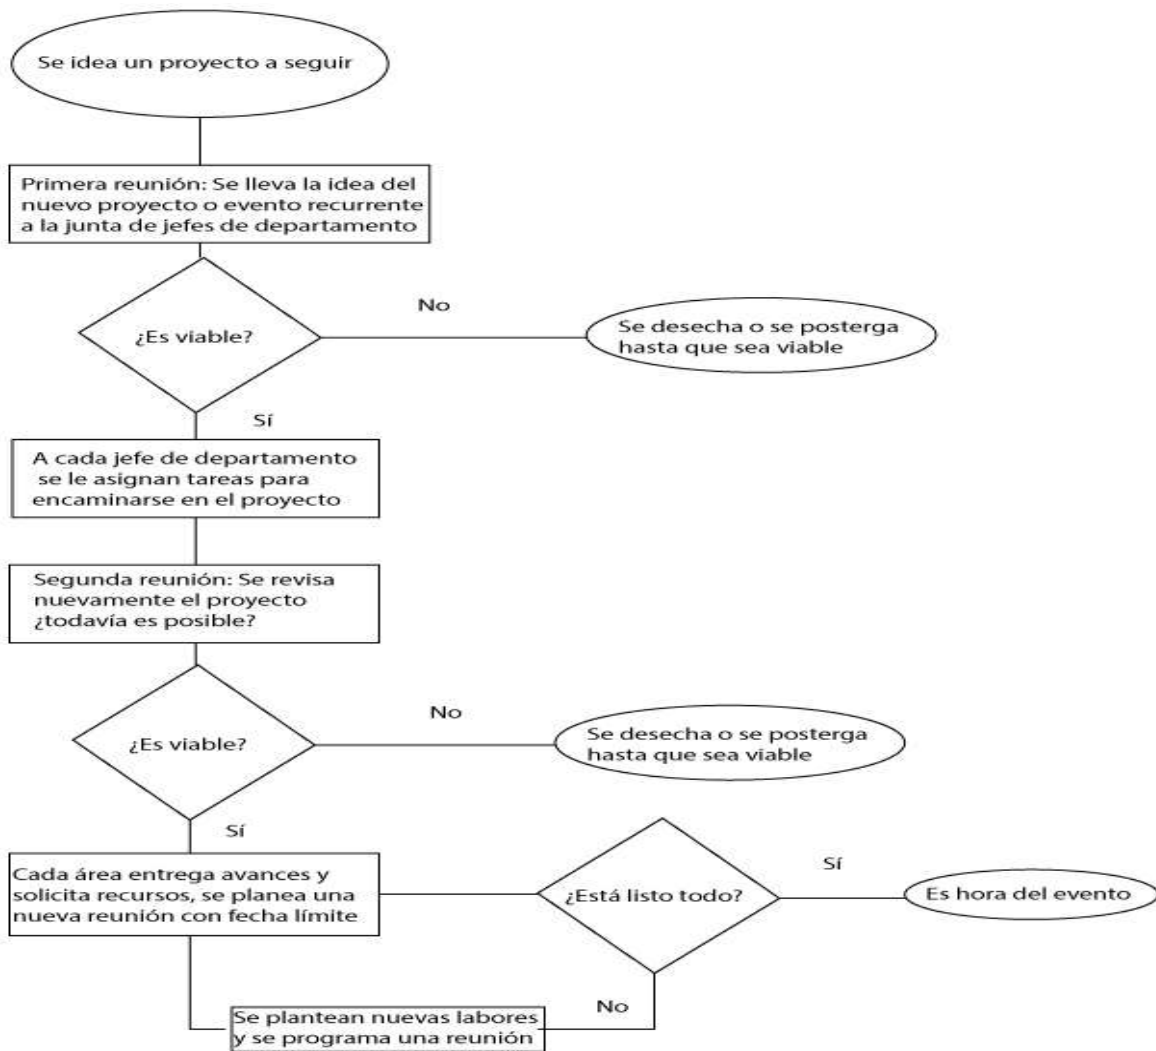 Se idea un proyecto a seguir
Primera reunión: Se lleva la idea del
nuevo proyecto o evento recurrente
a la junta de jefes de departamento
¿Es viable?
No
Se desecha o se posterga
hasta que sea viable
Sí
A cada jefe de departamento
se le asignan tareas para
encaminarse en el proyecto
Segunda reunión: Se revisa
nuevamente el proyecto
¿todavía es posible?
¿Es viable?
No
Se desecha o se posterga
hasta que sea viable
Sí
Cada área entrega avances y
solicita recursos, se planea una
nueva reunión con fecha límite
¿Está listo todo?
Sí
Es hora del evento
No
Se plantean nuevas labores
y se programa una reunión